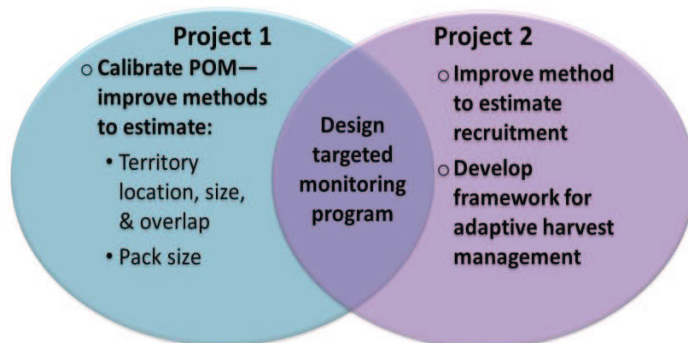 Project 1
○ Calibrate POM—
improve methods
to estimate:
• Territory
location, size,
& overlap
• Pack size
Design
targeted
monitoring
program
Project 2
○ Improve method
to estimate
recruitment
○ Develop
framework for
adaptive harvest
management